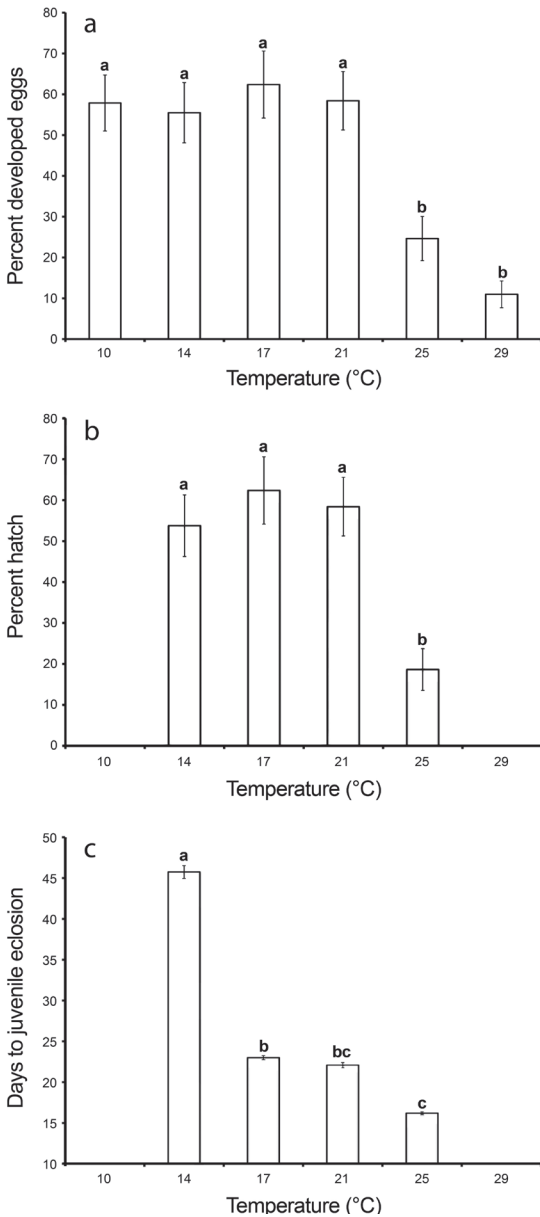 a
Percent developed eggs
80
70
60
50
40
30
20
10
0
a
a
a
a
b
b
10 14 17 21 25 29
Temperature (°C)
b
Percent hatch
80
70
60
50
40
30
20
10
0
a
a
a
b
10 14 17 21 25 29
Temperature (°C)
c
Days to juvenile eclosion
50
45
40
35
30
25
20
15
10
a
b
bc
c
10 14 17 21 25 29
Temperature (°C)